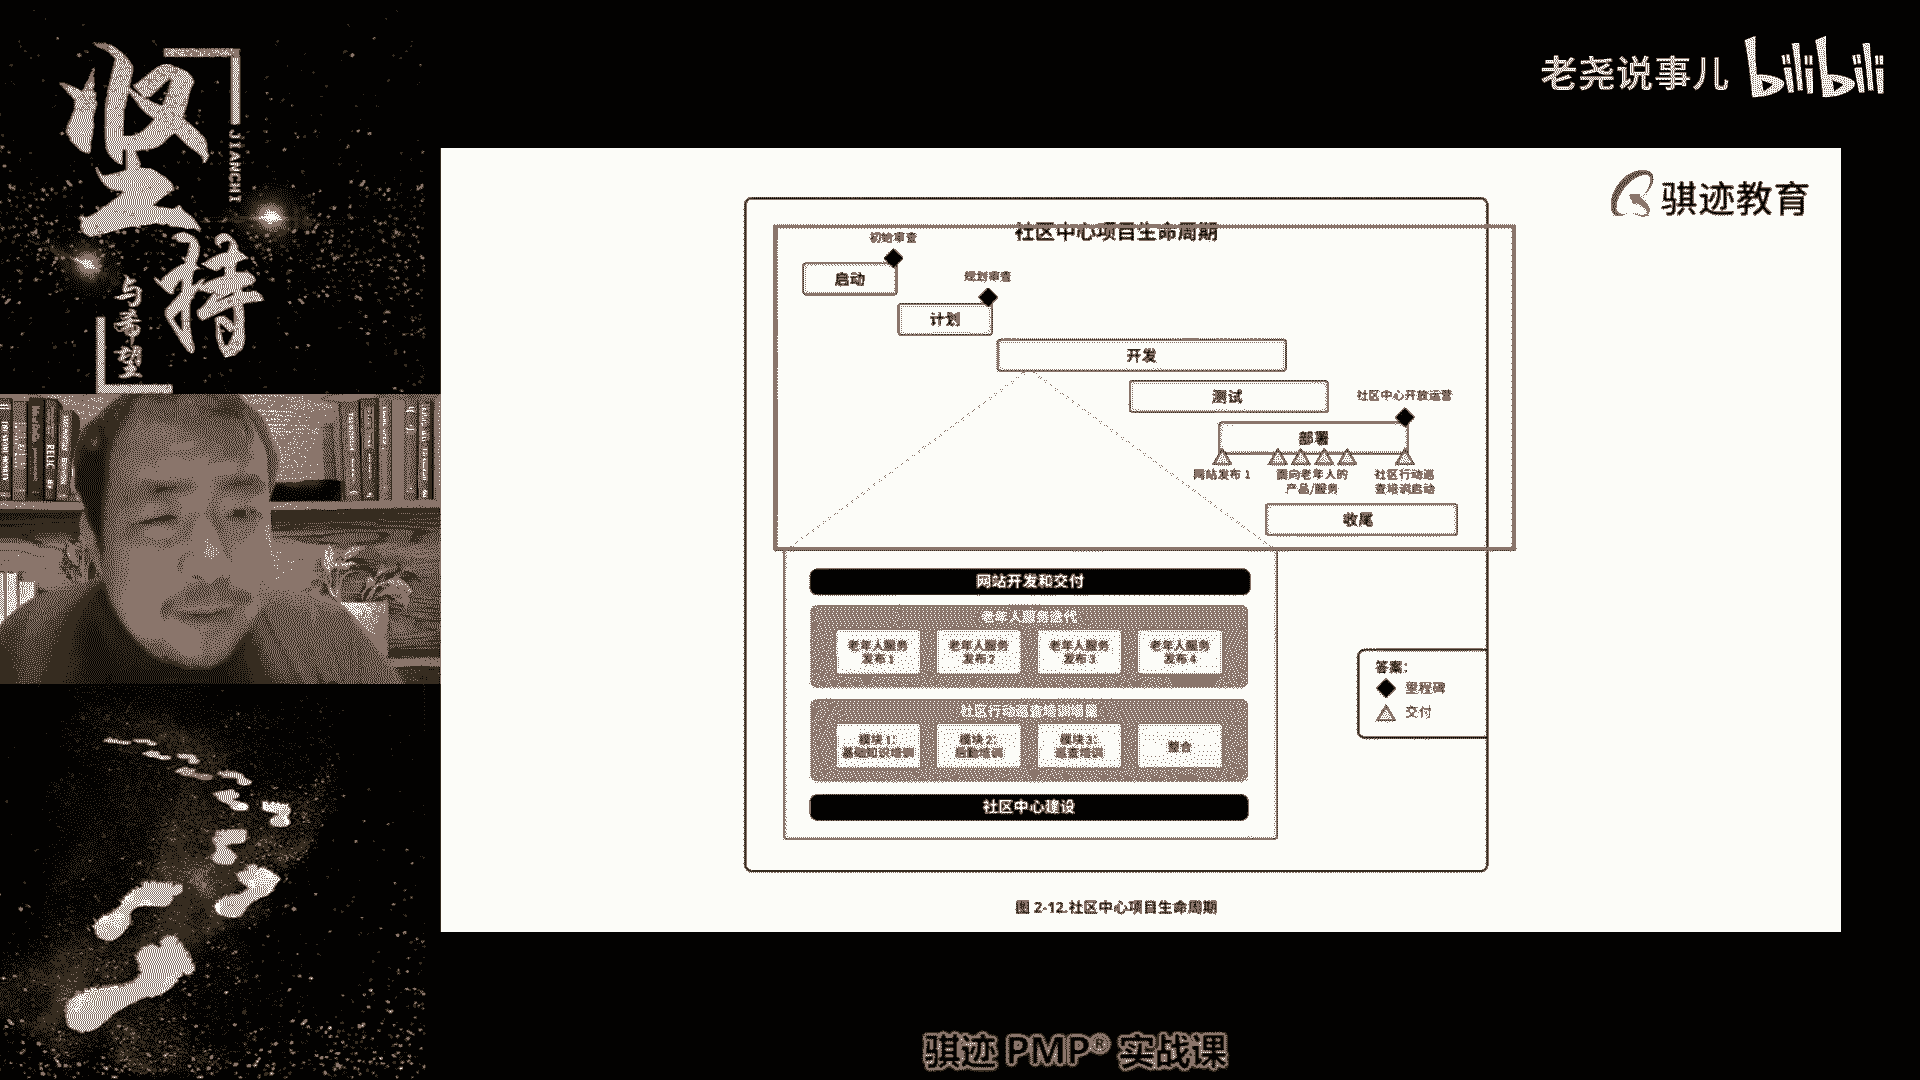 坚持
JIANCHI
与希望
老尧说事儿 bilibili
骐迹教育
RELIC
社区中心项目生命周期
初始审查
启动
规划审查
计划
开发
测试
社区中心开放运营
部署
网站发布 1
面向老年人的
产品/服务
社区行动巡
查培训启动
收尾
网站开发和交付
老年人服务迭代
老年人服务
发布 1
老年人服务
发布 2
老年人服务
发布 3
老年人服务
发布 4
社区行动巡查培训增量
模块 1:
基础知识培训
模块 2:
后勤培训
模块 3:
巡查培训
整合
社区中心建设
答案：
里程碑
交付
图 2-12.社区中心项目生命周期
骐迹 PMP® 实战课